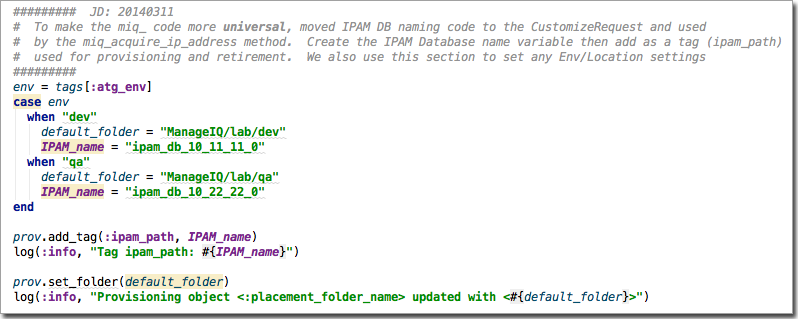 #########  JD: 20140311
#  To make the miq_ code more universal, moved IPAM DB naming code to the CustomizeRequest and used
#  by the miq_acquire_ip_address method.  Create the IPAM Database name variable then add as a tag (ipam_path)
#  used for provisioning and retirement.  We also use this section to set any Env/Location settings
#########
env = tags[:atg_env]
case env
  when "dev"
    default_folder = "ManageIQ/lab/dev"
    IPAM_name = "ipam_db_10_11_11_0"
  when "qa"
    default_folder = "ManageIQ/lab/qa"
    IPAM_name = "ipam_db_10_22_22_0"
end
prov.add_tag(:ipam_path, IPAM_name)
log(:info, "Tag ipam_path: #{IPAM_name}")
prov.set_folder(default_folder)
log(:info, "Provisioning object <:placement_folder_name> updated with <#{default_folder}>")